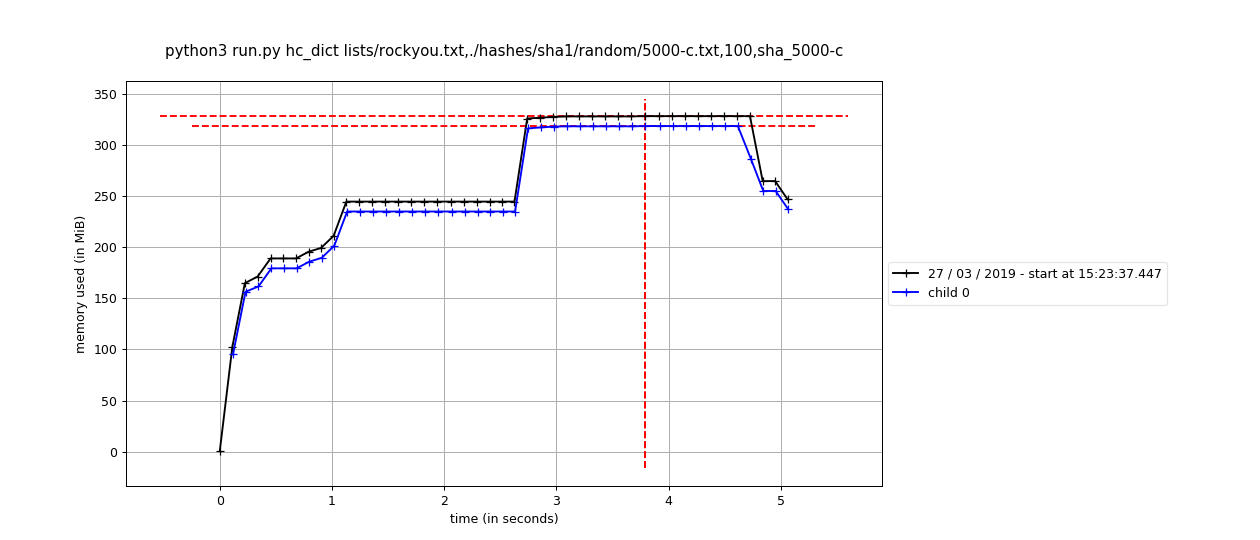 python3 run.py hc_dict lists/rockyou.txt,./hashes/sha1/random/5000-c.txt,100,sha_5000-c
350
300
250
200
150
100
50
0
memory used (in MiB)
0 1 2 3 4 5
time (in seconds)
27 / 03 / 2019 - start at 15:23:37.447
child 0